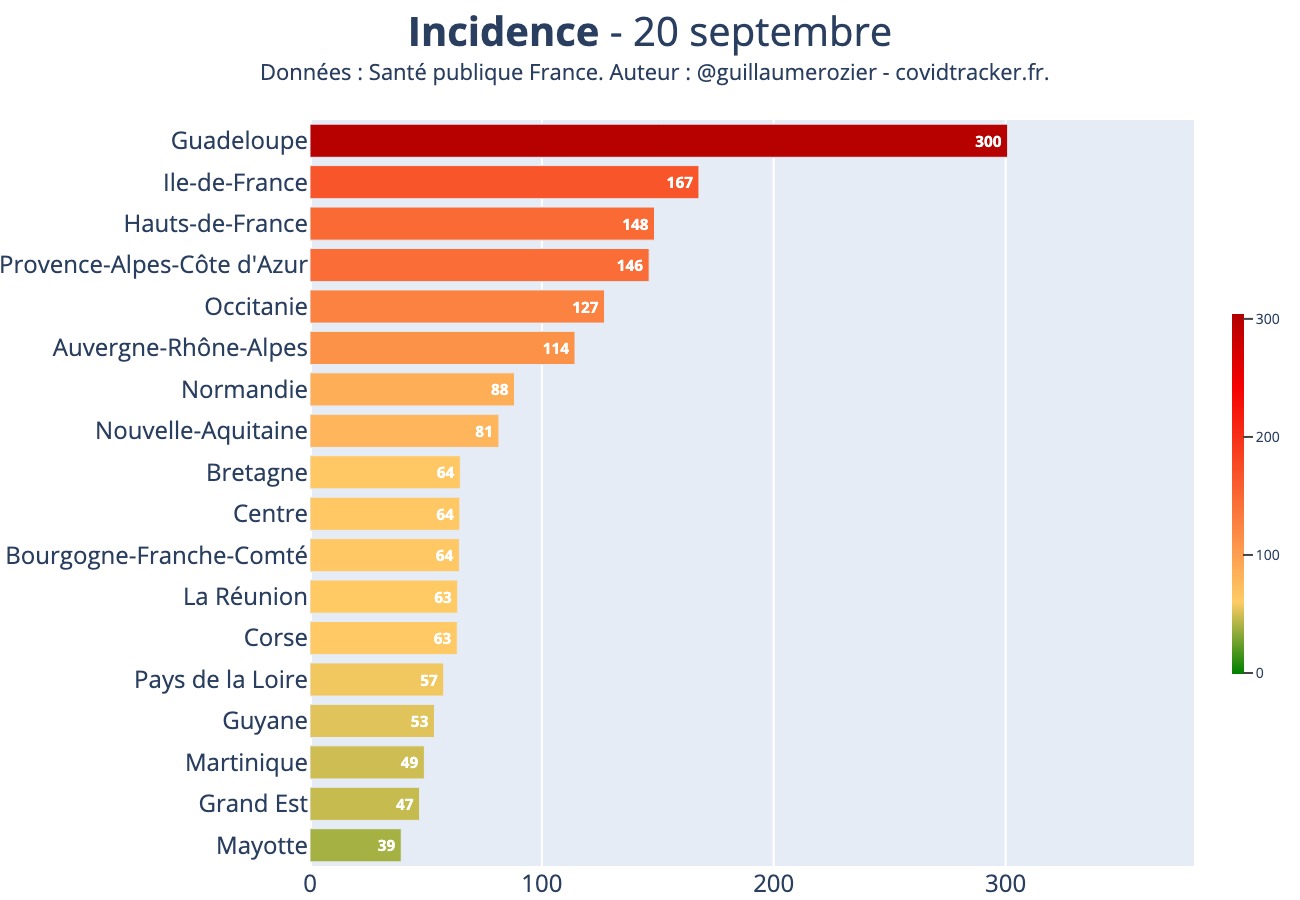 Incidence - 20 septembre
Données : Santé publique France. Auteur : @guillaumerozier - covidtracker.fr.
Guadeloupe 300
Ile-de-France 167
Hauts-de-France 148
Provence-Alpes-Côte d'Azur 146
Occitanie 127
Auvergne-Rhône-Alpes 114
Normandie 88
Nouvelle-Aquitaine 81
Bretagne 64
Centre 64
Bourgogne-Franche-Comté 64
La Réunion 63
Corse 63
Pays de la Loire 57
Guyane 53
Martinique 49
Grand Est 47
Mayotte 39
0 100 200 300
300
200
100
0